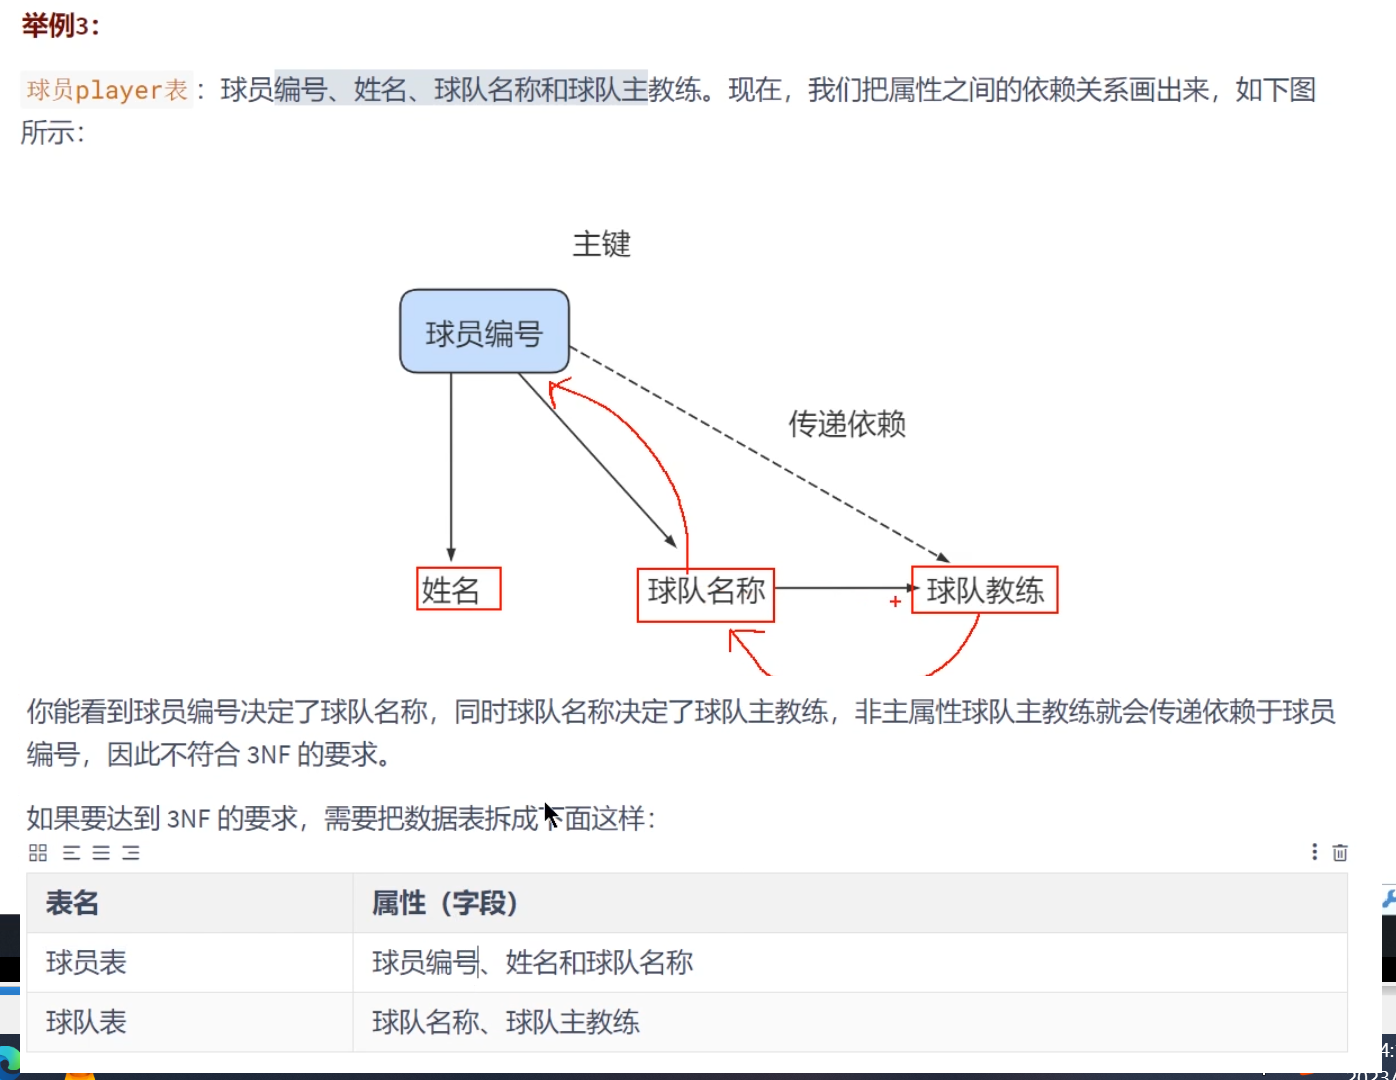 举例3：
球员player表：球员编号、姓名、球队名称和球队主教练。现在，我们把属性之间的依赖关系画出来，如下图
所示：
主键
球员编号
传递依赖
姓名
球队名称
球队教练
你能看到球员编号决定了球队名称，同时球队名称决定了球队主教练，非主属性球队主教练就会传递依赖于球员
编号，因此不符合 3NF 的要求。
如果要达到 3NF 的要求，需要把数据表拆成下面这样：
表名 属性（字段）
球员表 球员编号、姓名和球队名称
球队表 球队名称、球队主教练